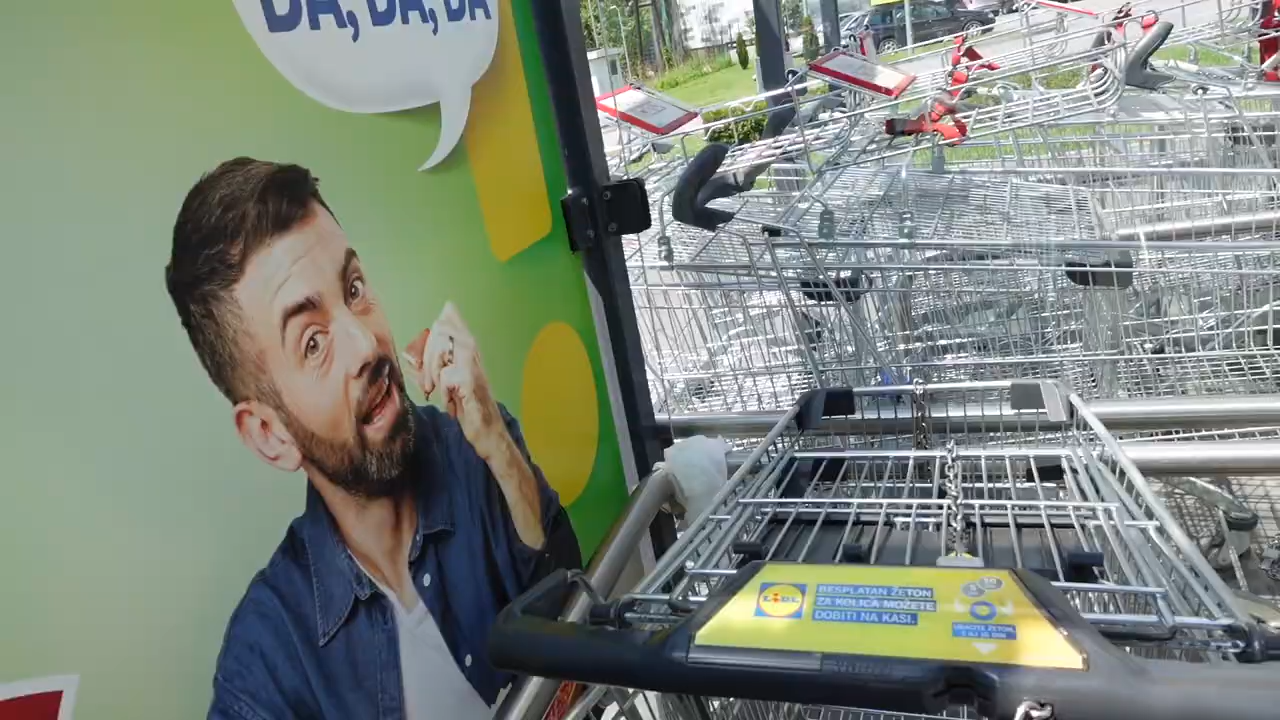 DA, DA, DA
LIDL
BESPLATAN ŽETON
ZA KOLICA MOŽETE
DOBITI NA KASI.
UBACITE ŽETON,